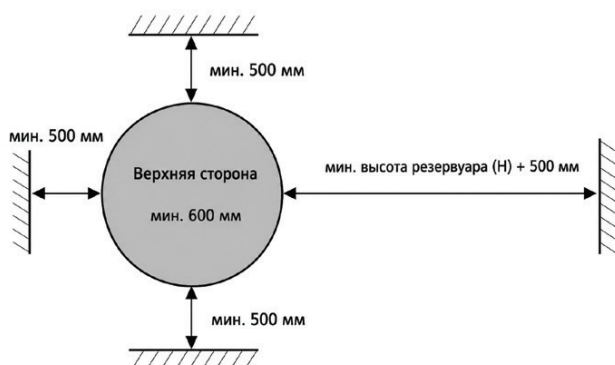 мин. 500 мм
мин. 500 мм
мин. высота резервуара (H) + 500 мм
Верхняя сторона
мин. 600 мм
мин. 500 мм